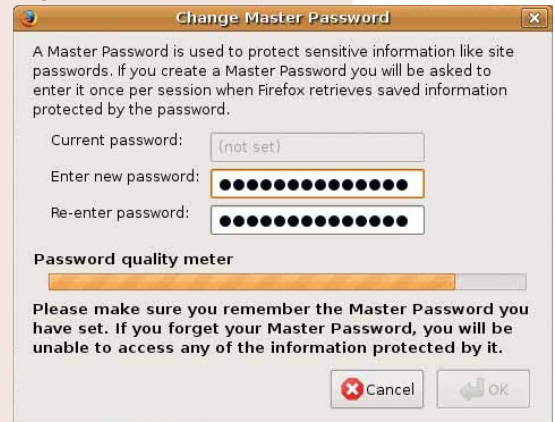 Change Master Password
A Master Password is used to protect sensitive information like site
passwords. If you create a Master Password you will be asked to
enter it once per session when Firefox retrieves saved information
protected by the password.
Current password: (not set)
Enter new password: ●●●●●●●●●●●●●●
Re-enter password: ●●●●●●●●●●●●●●
Password quality meter
Please make sure you remember the Master Password you
have set. If you forget your Master Password, you will be
unable to access any of the information protected by it.
Cancel OK